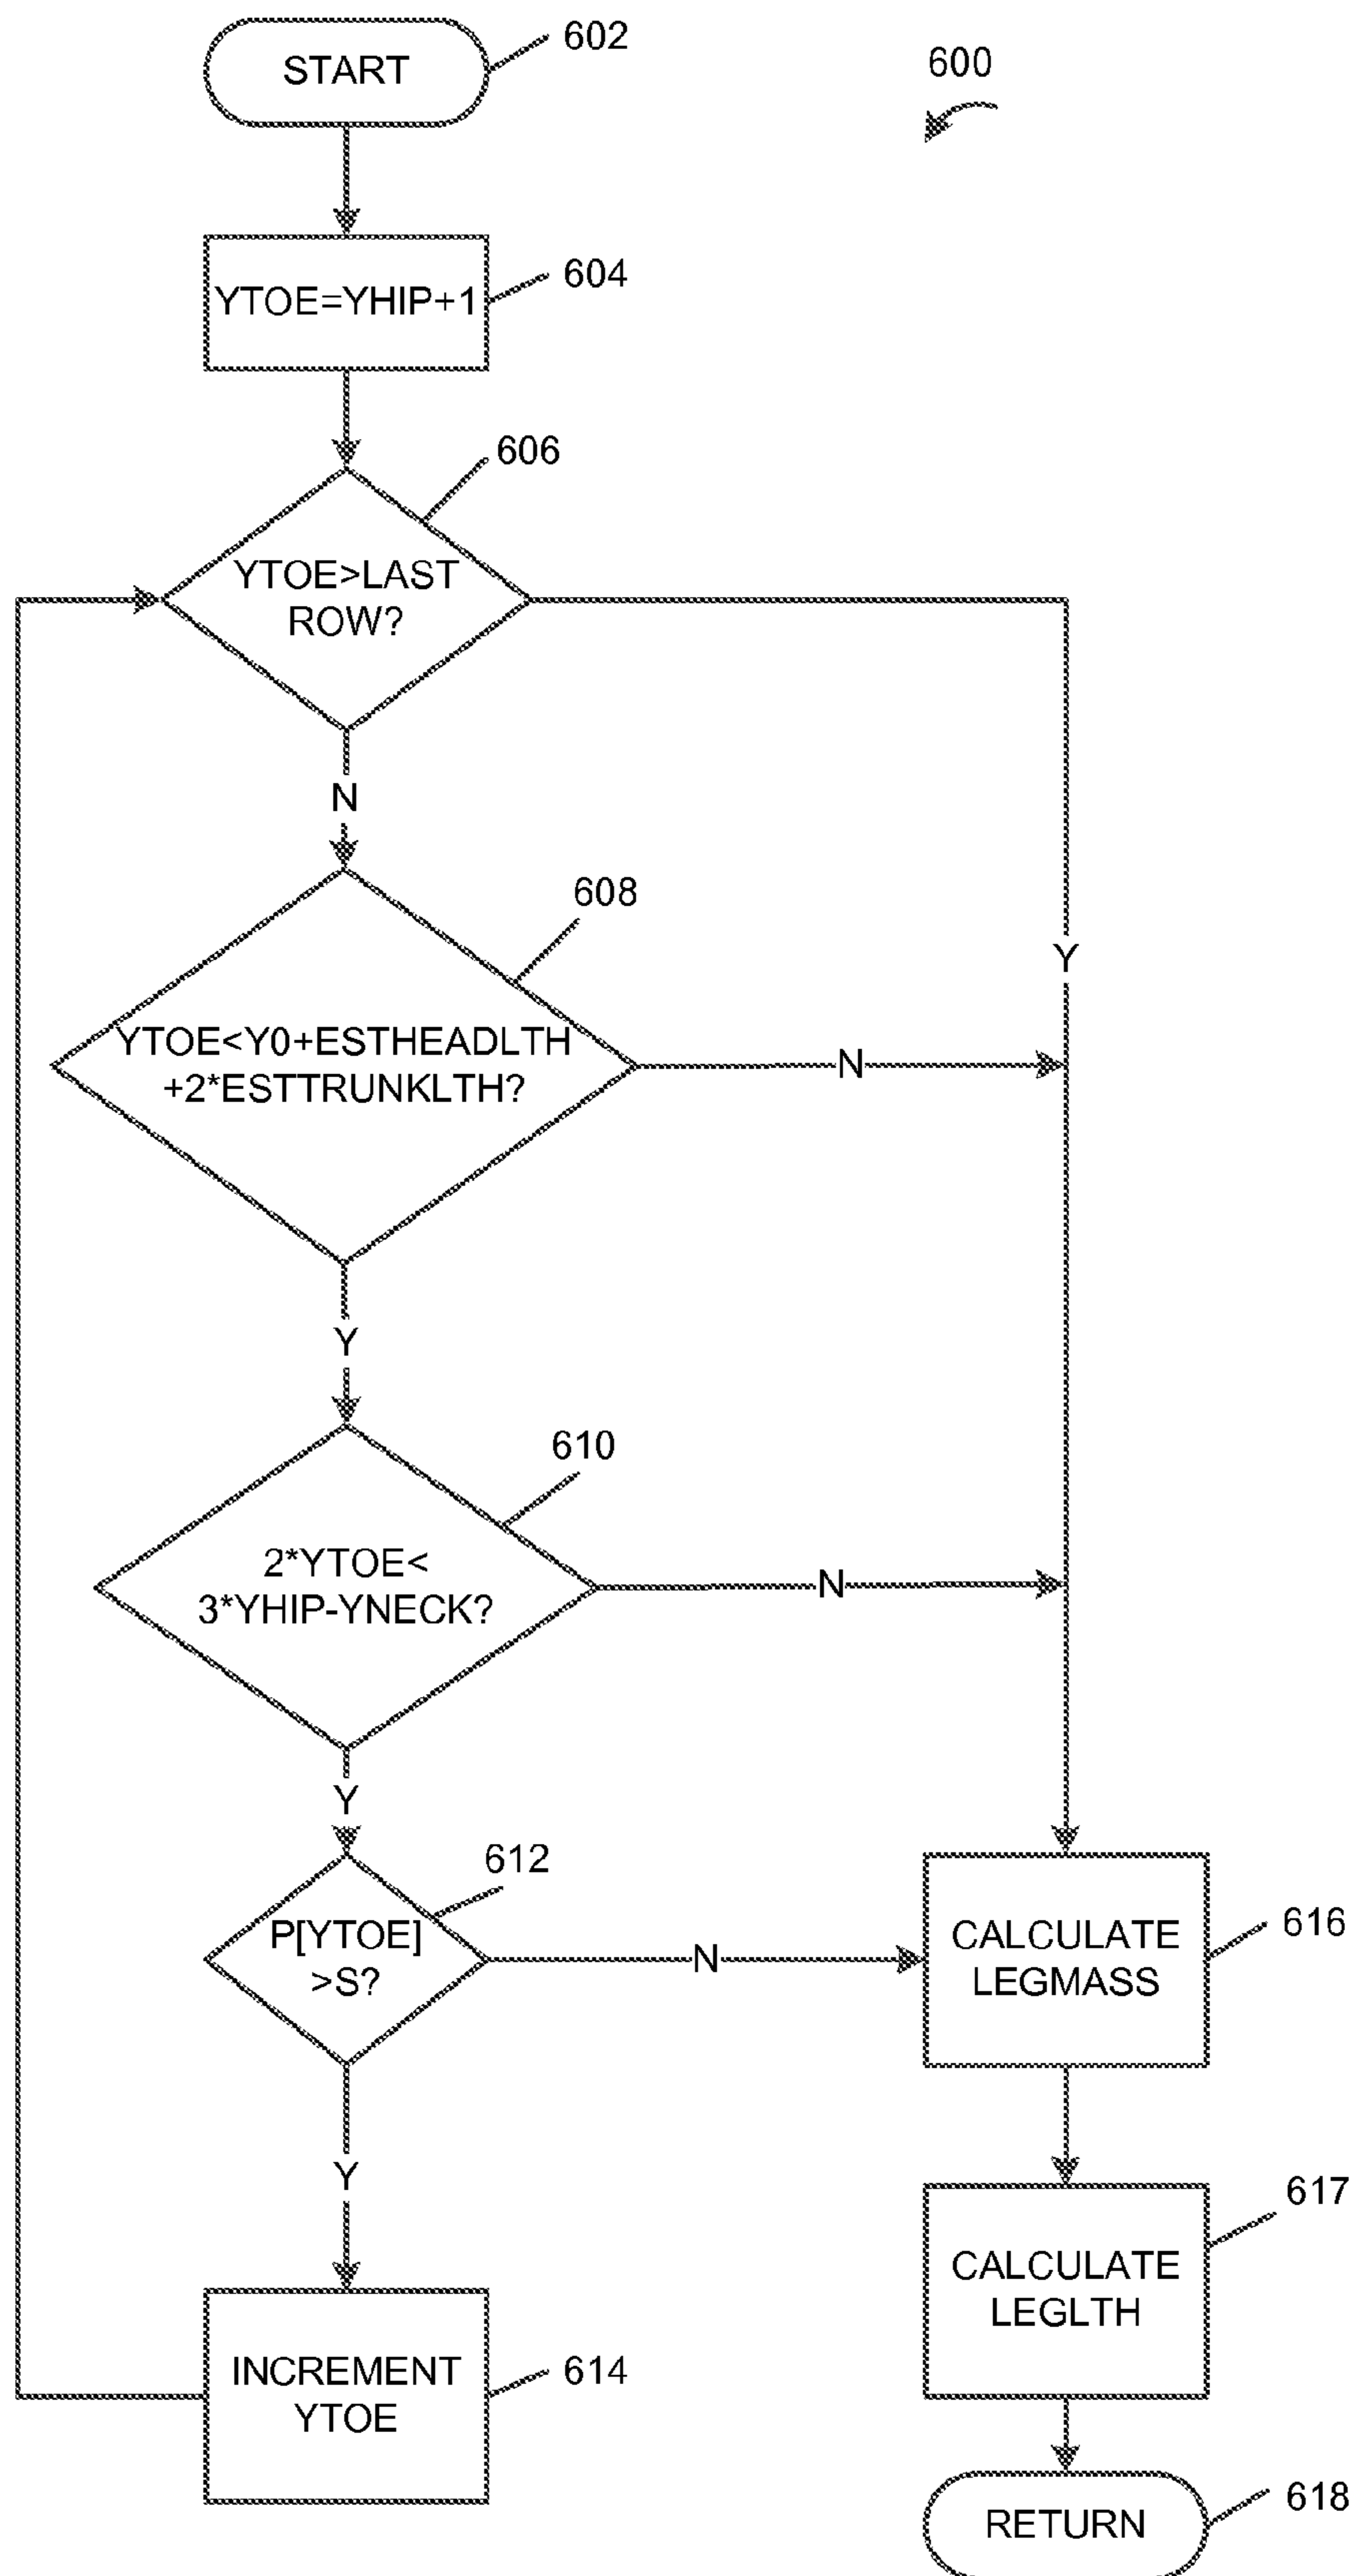 START
602
600
YTOE=YHIP+1
604
606
YTOE>LAST
ROW?
N
608
Y
YTOE<Y0+ESTHEADLTH
+2*ESTTRUNKLTH?
N
Y
610
2*YTOE<
3*YHIP-YNECK?
N
Y
612
P[YTOE]
>S?
N
CALCULATE
LEGMASS
616
Y
617
CALCULATE
LEGLTH
INCREMENT
YTOE
614
RETURN
618